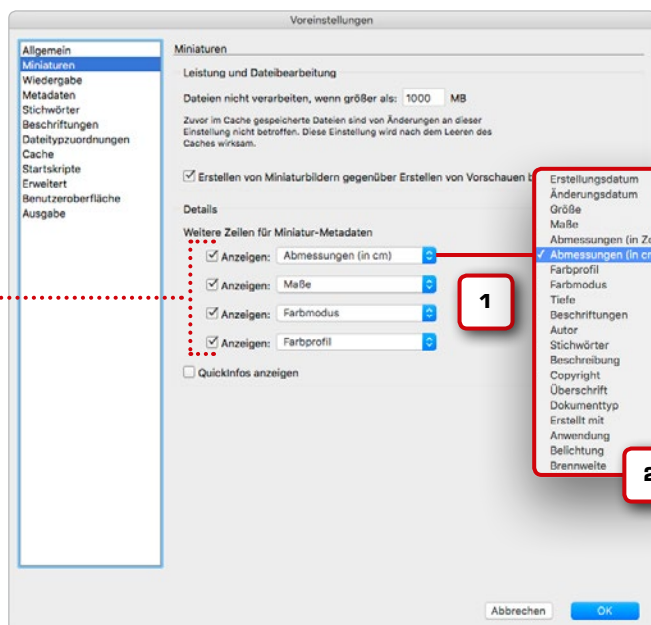 Voreinstellungen
Allgemein
Miniaturen
Wiedergabe
Metadaten
Stichwörter
Beschriftungen
Dateitypzuordnungen
Cache
Startskripte
Erweitert
Benutzeroberfläche
Ausgabe
Miniaturen
Leistung und Dateibearbeitung
Dateien nicht verarbeiten, wenn größer als: 1000 MB
Zuvor im Cache gespeicherte Dateien sind von Änderungen an dieser
Einstellung nicht betroffen. Diese Einstellung wird nach dem Leeren des
Caches wirksam.
Erstellen von Miniaturbildern gegenüber Erstellen von Vorschauen
Details
Weitere Zeilen für Miniatur-Metadaten
Anzeigen: Abmessungen (in cm)
Anzeigen: Maße
Anzeigen: Farbmodus
Anzeigen: Farbprofil
QuickInfos anzeigen
1
Erstellungsdatum
Änderungsdatum
Größe
Maße
Abmessungen (in
Abmessungen (in
Farbprofil
Farbmodus
Tiefe
Beschriftungen
Autor
Stichwörter
Beschreibung
Copyright
Überschrift
Dokumenttyp
Erstellt mit
Anwendung
Belichtung
Brennweite
2
Abbrechen
OK